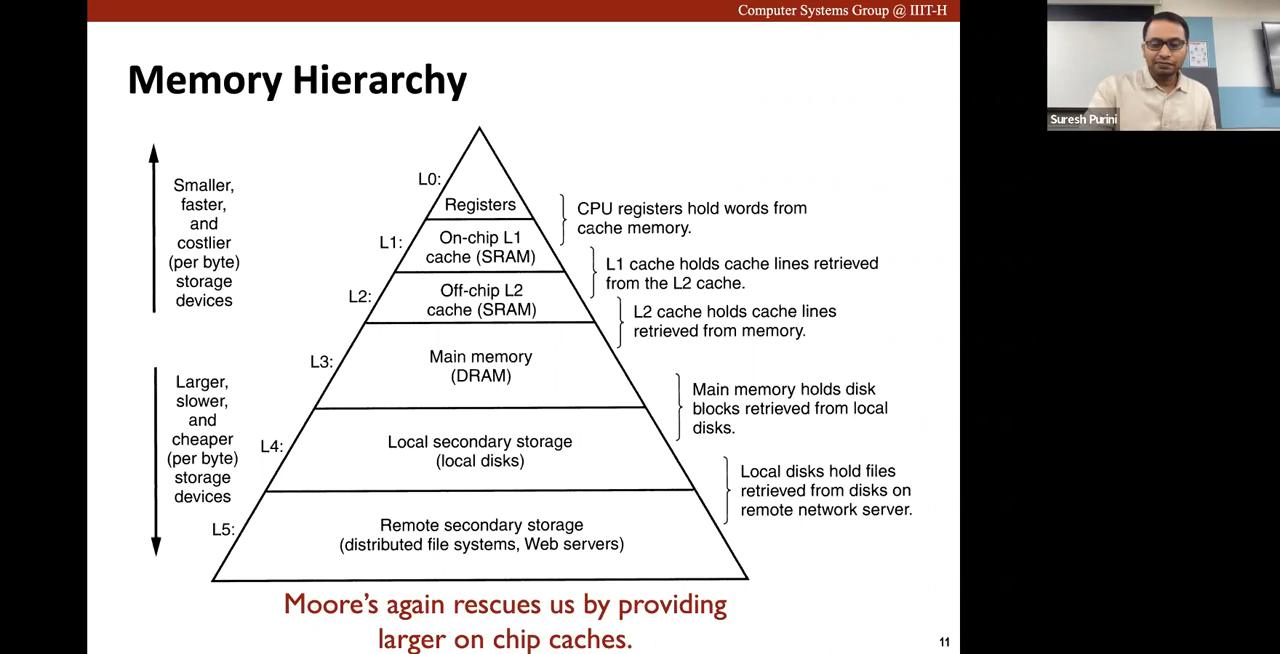 Computer Systems Group @ IIIT-H
Suresh Purini
Memory Hierarchy
Smaller,
faster,
and
costlier
(per byte)
storage
devices
Larger,
slower,
and
cheaper
(per byte)
storage
devices
L0:
Registers
L1:
On-chip L1
cache (SRAM)
L2:
Off-chip L2
cache (SRAM)
L3:
Main memory
(DRAM)
L4:
Local secondary storage
(local disks)
L5:
Remote secondary storage
(distributed file systems, Web servers)
CPU registers hold words from
cache memory.
L1 cache holds cache lines retrieved
from the L2 cache.
L2 cache holds cache lines
retrieved from memory.
Main memory holds disk
blocks retrieved from local
disks.
Local disks hold files
retrieved from disks on
remote network server.
Moore's again rescues us by providing
larger on chip caches.
11